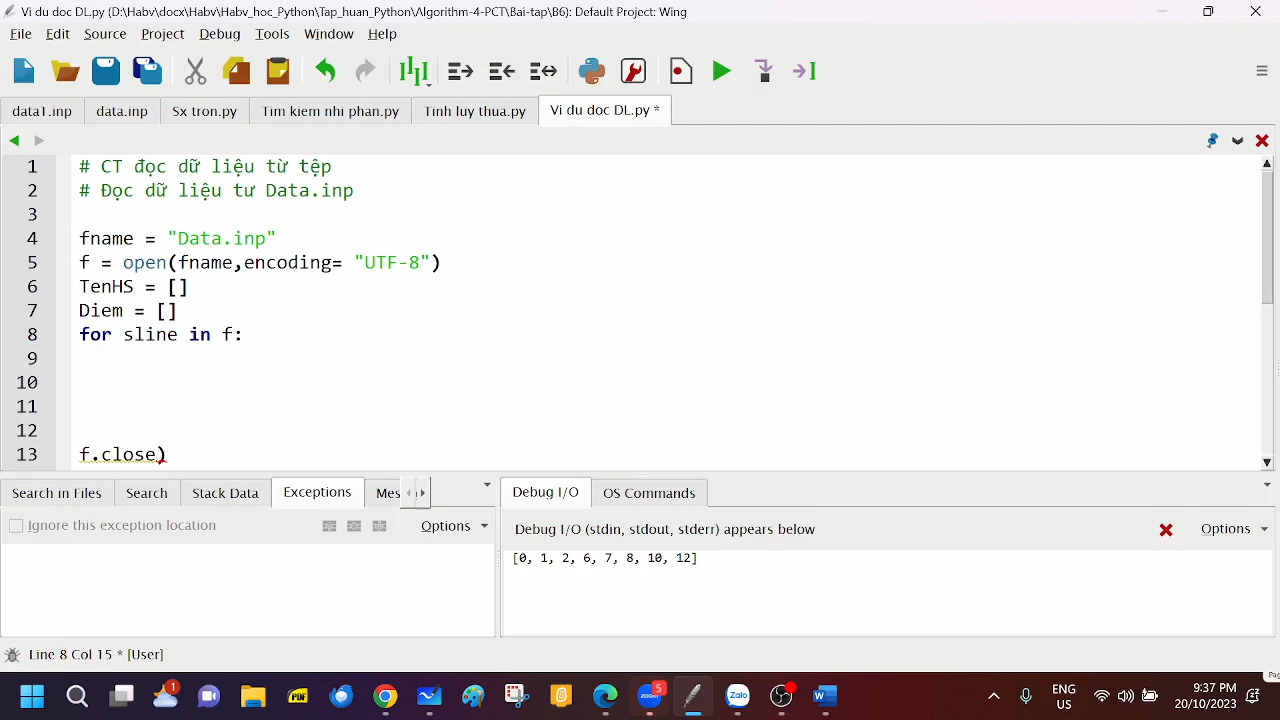 Vi du doc DL.py (D:\Habv\docx\Habv\Habv_hoc_Python\Tap_huan_Python\Algorithm-4-PCT\Bai-tap\B6): Default Project: Wing
File Edit Source Project Debug Tools Window Help
data1.inp data.inp Sx tron.py Tim kiem nhi phan.py Tinh luy thua.py Vi du doc DL.py *
1 # CT đọc dữ liệu từ tệp
2 # Đọc dữ liệu tư Data.inp
3
4 fname = "Data.inp"
5 f = open(fname,encoding= "UTF-8")
6 TenHS = []
7 Diem = []
8 for sline in f:
9
10
11
12
13 f.close)
Search in Files Search Stack Data Exceptions Mes Debug I/O OS Commands
Ignore this exception location Options Debug I/O (stdin, stdout, stderr) appears below Options
[0, 1, 2, 6, 7, 8, 10, 12]
Line 8 Col 15 * [User]
Pag
1 PDF zoom 5 Zalo W ENG US 9:37 PM 20/10/2023